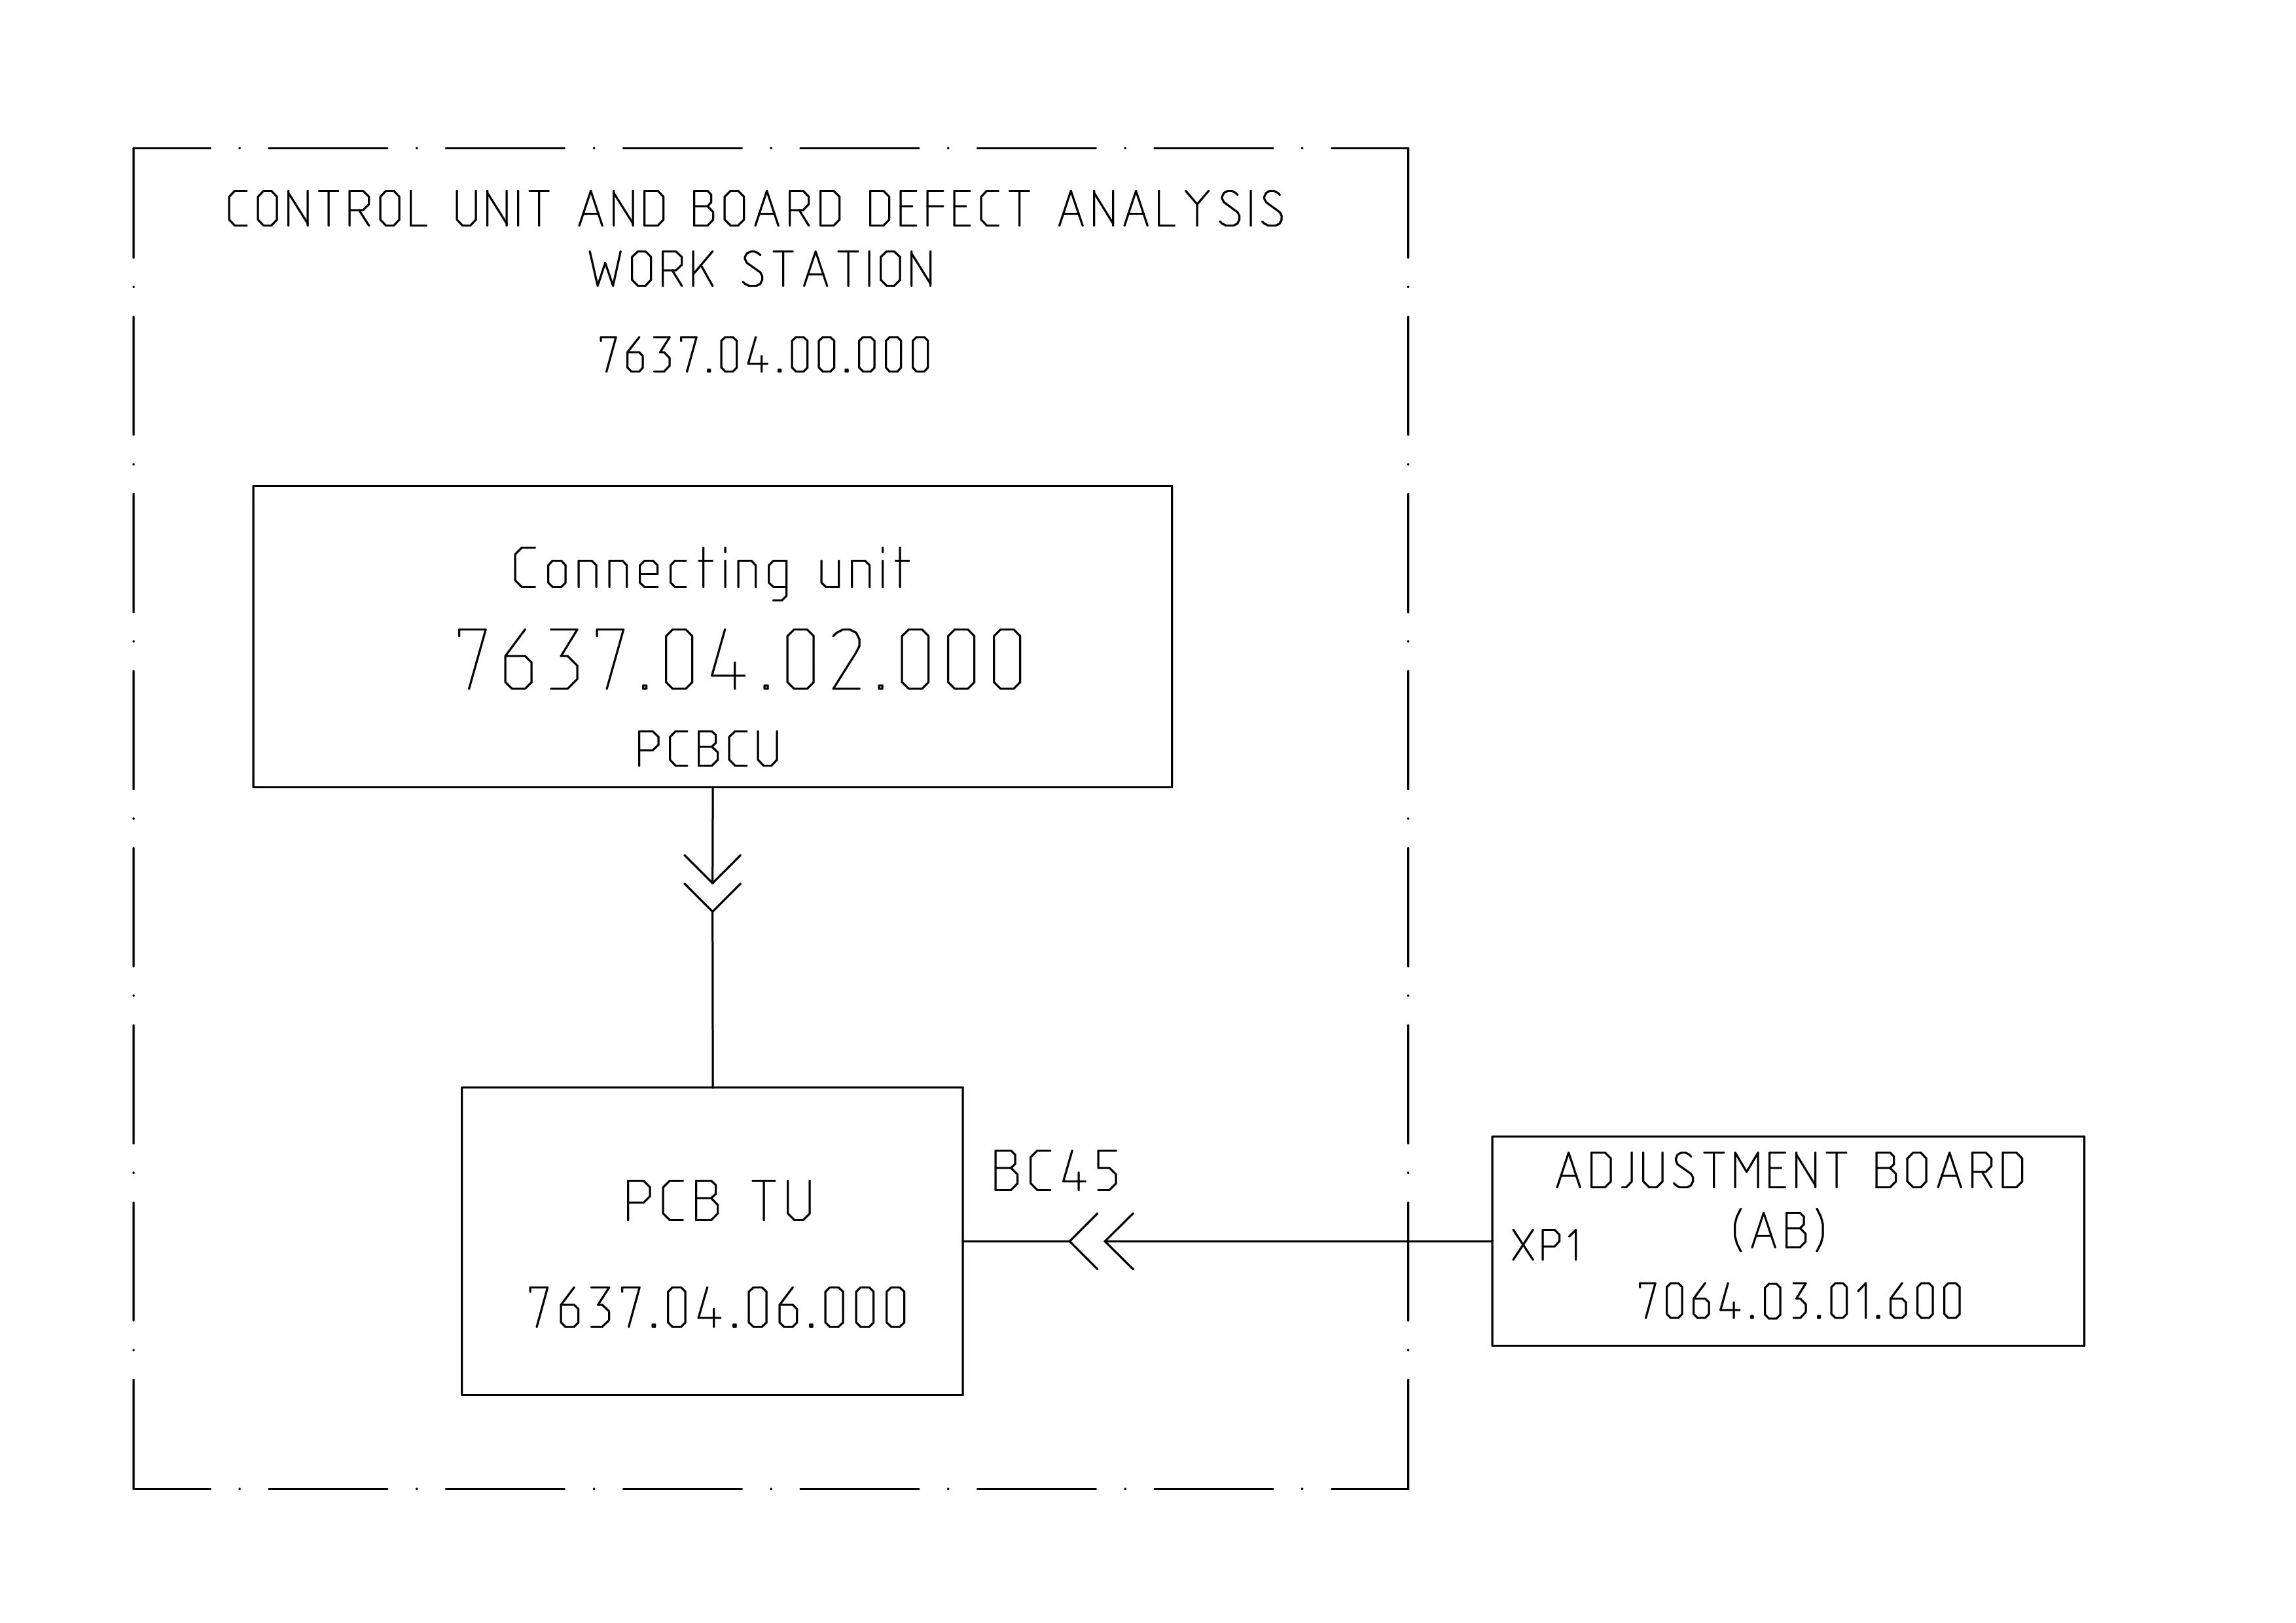 CONTROL UNIT AND BOARD DEFECT ANALYSIS
WORK STATION
7637.04.00.000
Connecting unit
7637.04.02.000
PCBCU
PCB TU
7637.04.06.000
BC45
ADJUSTMENT BOARD
(AB)
XP1
7064.03.01.600